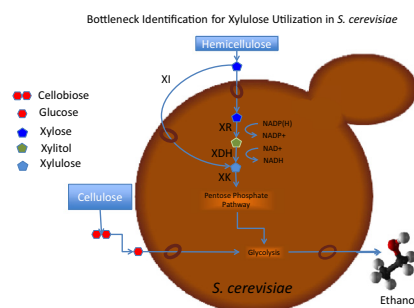 Bottleneck Identification for Xylulose Utilization in S. cerevisiae
Hemicellulose
XI
Cellobiose
Glucose
Xylose
Xylitol
Xylulose
XR
NADP(H)
NADP+
XDH
NAD+
NADH
XK
Pentose Phosphate
Pathway
Cellulose
Glycolysis
S. cerevisiae
Ethanol